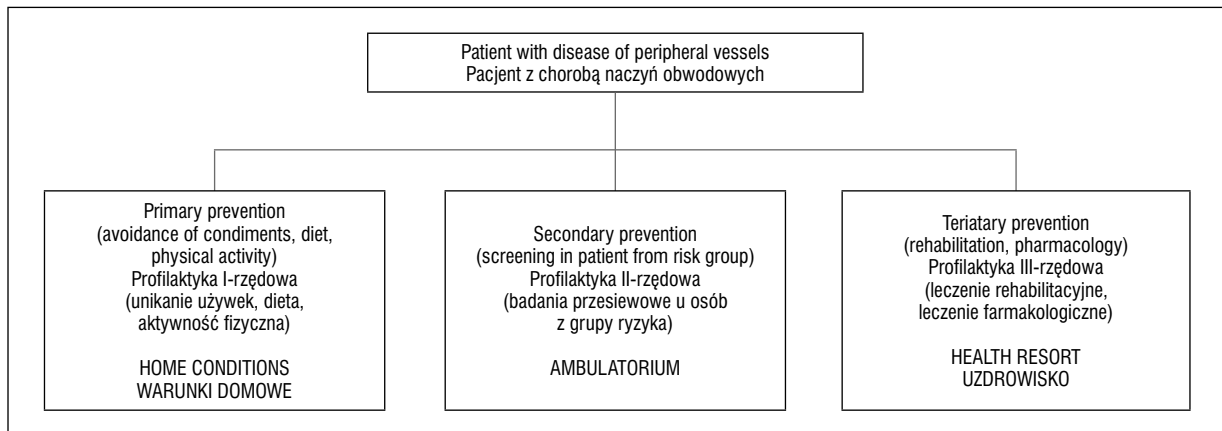 Patient with disease of peripheral vessels
Pacjent z chorobą naczyń obwodowych
Primary prevention
(avoidance of condiments, diet,
physical activity)
Profilaktyka I-rzędowa
(unikanie używek, dieta,
aktywność fizyczna)
HOME CONDITIONS
WARUNKI DOMOWE
Secondary prevention
(screening in patient from risk group)
Profilaktyka II-rzędowa
(badania przesiewowe u osób
z grupy ryzyka)
AMBULATORIUM
Teriatary prevention
(rehabilitation, pharmacology)
Profilaktyka III-rzędowa
(leczenie rehabilitacyjne,
leczenie farmakologiczne)
HEALTH RESORT
UZDROWISKO